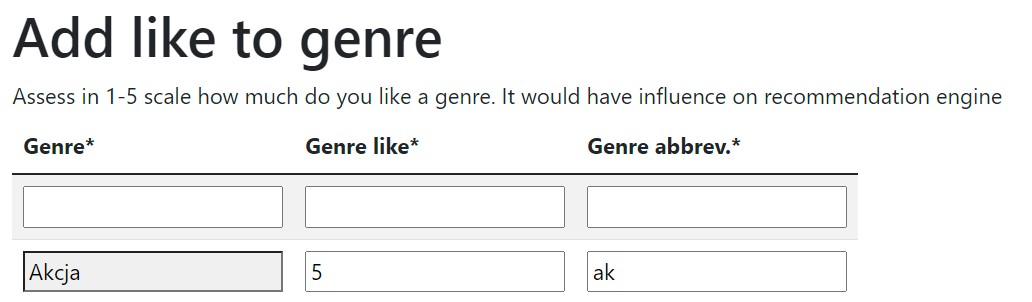 Add like to genre
Assess in 1-5 scale how much do you like a genre. It would have influence on recommendation engine
Genre* Genre like* Genre abbrev.*
Akcja 5 ak